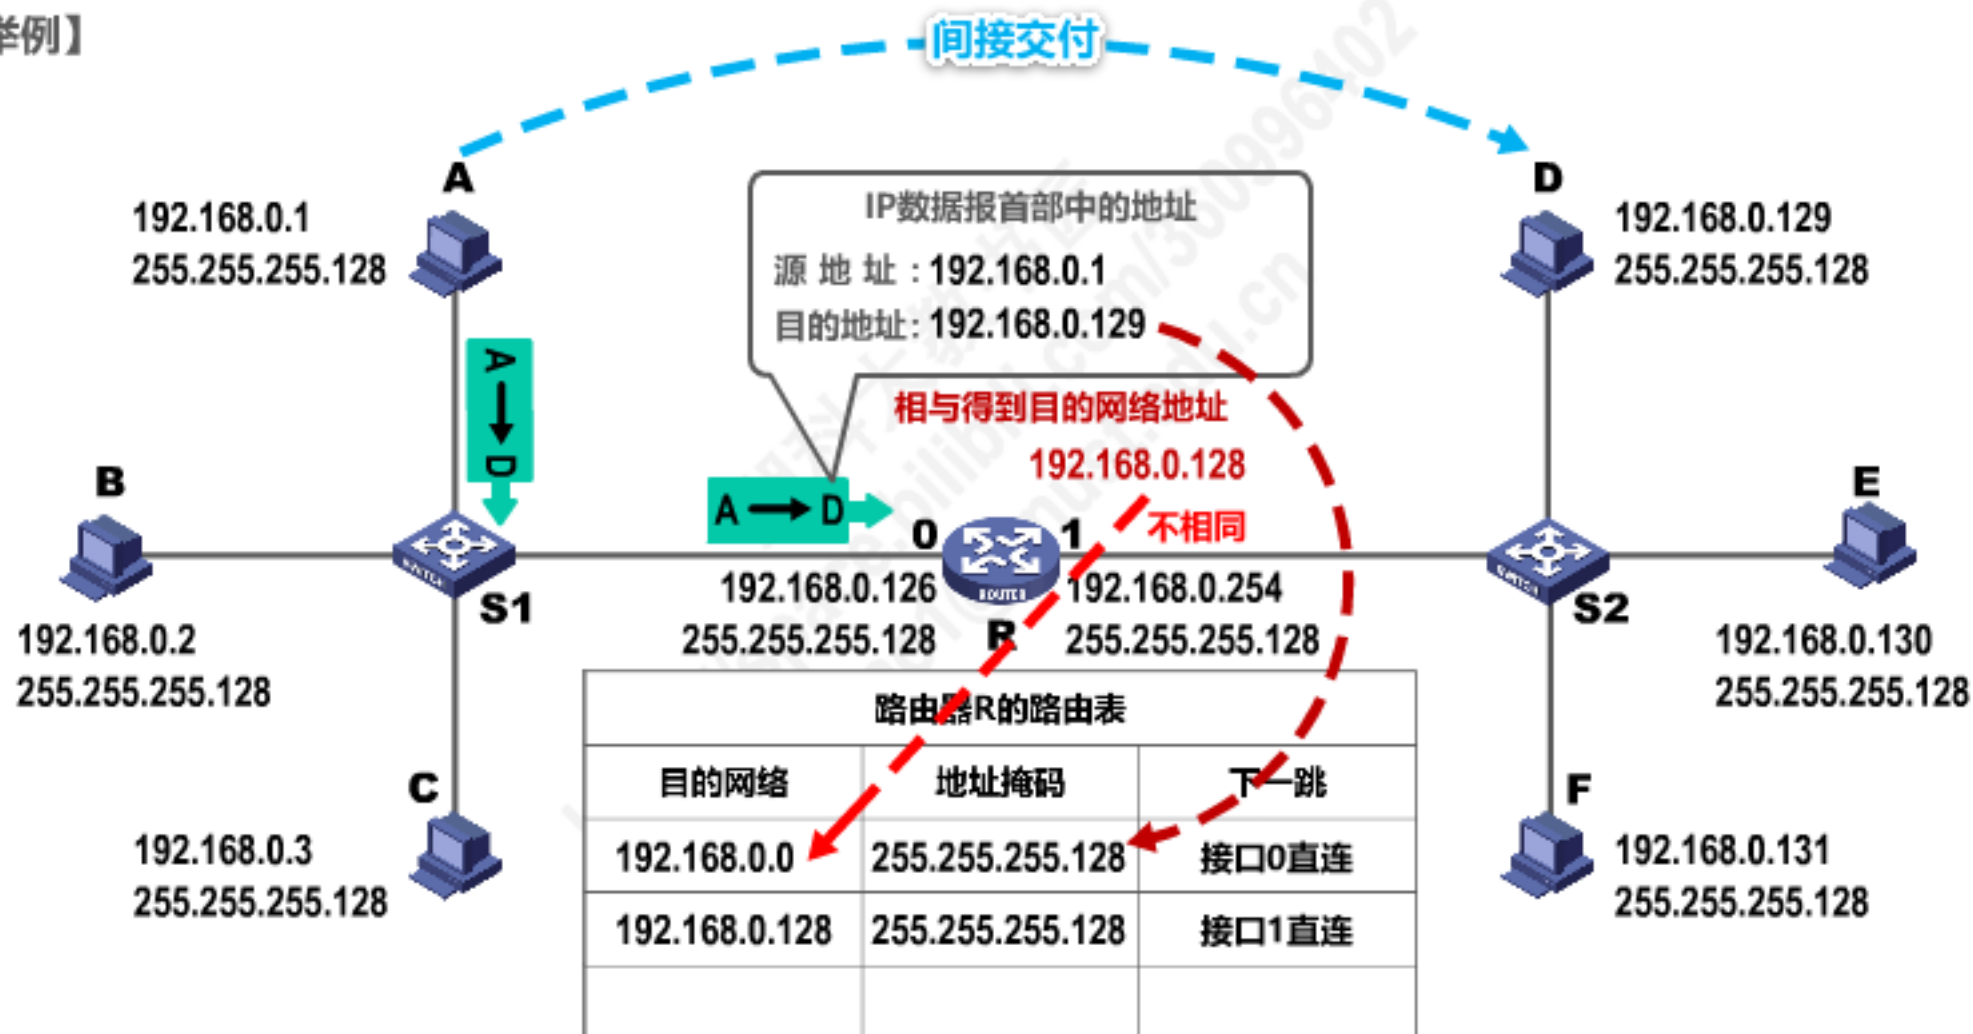 举例】
间接交付
A
D
192.168.0.1
255.255.255.128
IP数据报首部中的地址
源 地 址 : 192.168.0.1
目的地址: 192.168.0.129
192.168.0.129
255.255.255.128
相与得到目的网络地址
192.168.0.128
不相同
A → D
A → D
B
192.168.0.2
255.255.255.128
SWITCH
S1
0
1
ROUTER
R
192.168.0.126
255.255.255.128
192.168.0.254
255.255.255.128
SWITCH
S2
E
192.168.0.130
255.255.255.128
C
192.168.0.3
255.255.255.128
F
192.168.0.131
255.255.255.128
路由器R的路由表
目的网络 地址掩码 下一跳
192.168.0.0 255.255.255.128 接口0直连
192.168.0.128 255.255.255.128 接口1直连